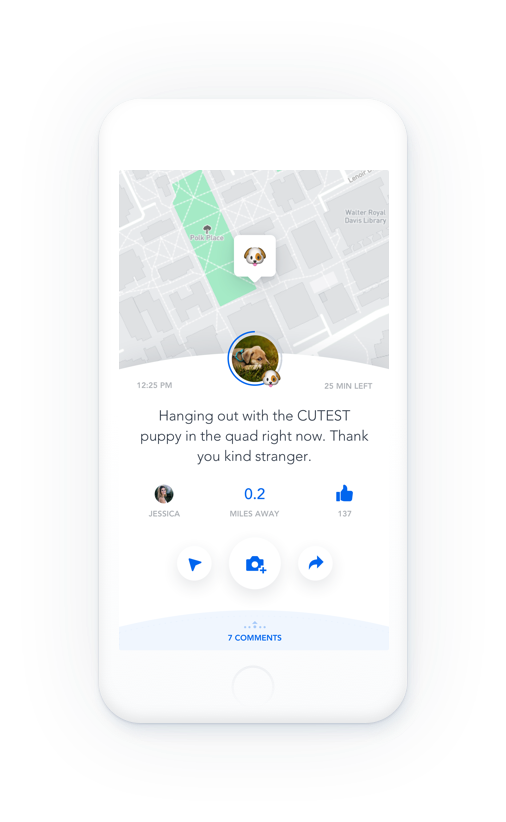 Lenoir
Walter Royal
Davis Library
Polk Place
12:25 PM
25 MIN LEFT
Hanging out with the CUTEST
puppy in the quad right now. Thank
you kind stranger.
0.2
JESSICA
MILES AWAY
137
7 COMMENTS